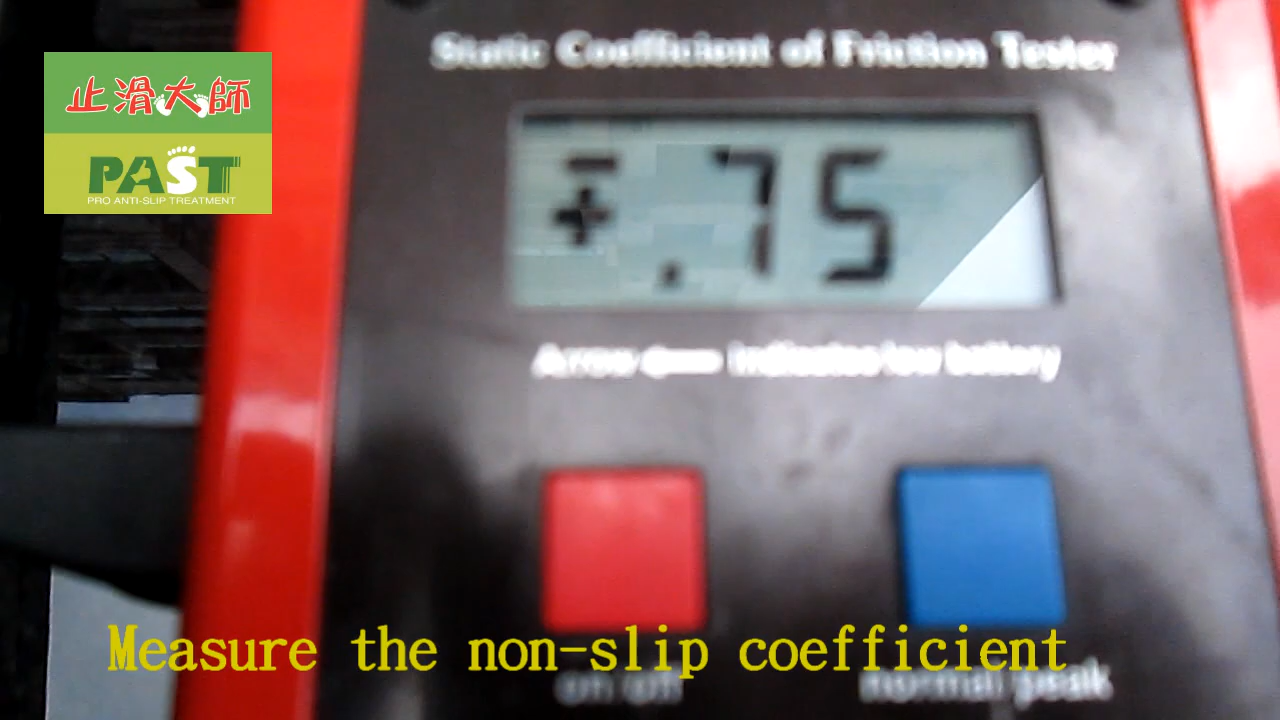 止滑大師
PAST
PRO ANTI-SLIP TREATMENT
Static Coefficient of Friction Tester
.75
Arrow ← indicates low battery
Measure the non-slip coefficient
on/off
normal/peak